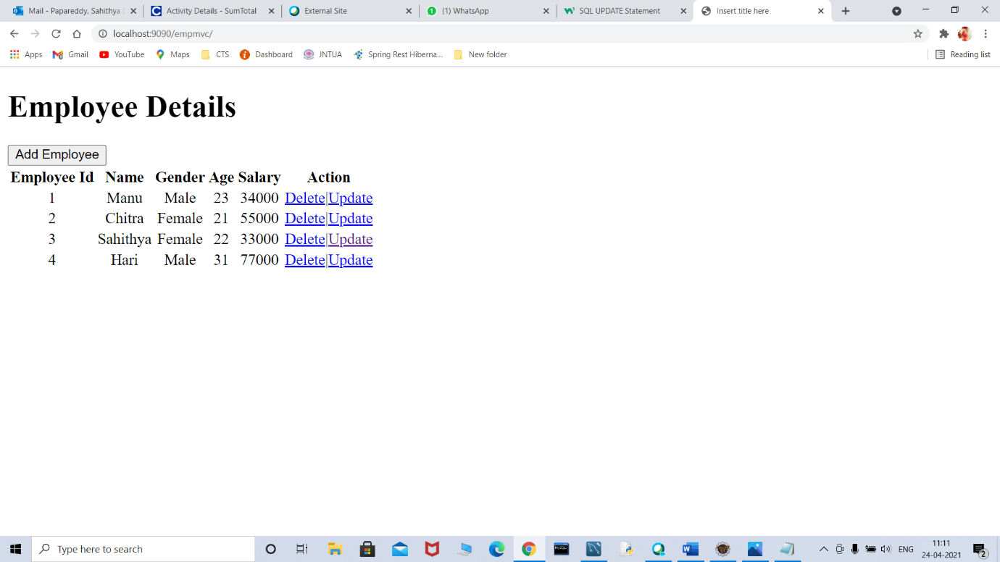 Mail - Papareddy, Sahithya Activity Details - SumTotal External Site (1) WhatsApp SQL UPDATE Statement Insert title here
localhost:9090/empmvc/
Apps Gmail YouTube Maps CTS Dashboard JNTUA Spring Rest Hiberna... New folder Reading list
Employee Details
Add Employee
Employee Id Name Gender Age Salary Action
1 Manu Male 23 34000 Delete|Update
2 Chitra Female 21 55000 Delete|Update
3 Sahithya Female 22 33000 Delete|Update
4 Hari Male 31 77000 Delete|Update
Type here to search
ENG
11:11
24-04-2021
2